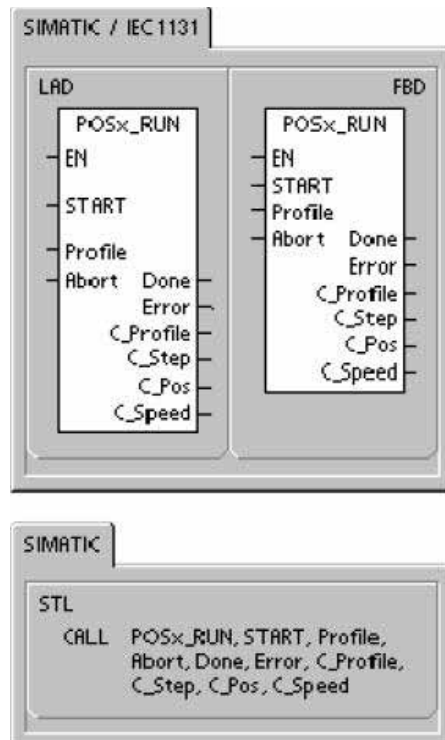 SIMATIC / IEC 1131
LAD
POSx_RUN
EN
START
Profile
Abort Done
Error
C_Profile
C_Step
C_Pos
C_Speed
FBD
POSx_RUN
EN
START
Profile
Abort Done
Error
C_Profile
C_Step
C_Pos
C_Speed
SIMATIC
STL
CALL POSx_RUN, START, Profile,
Abort, Done, Error, C_Profile,
C_Step, C_Pos, C_Speed